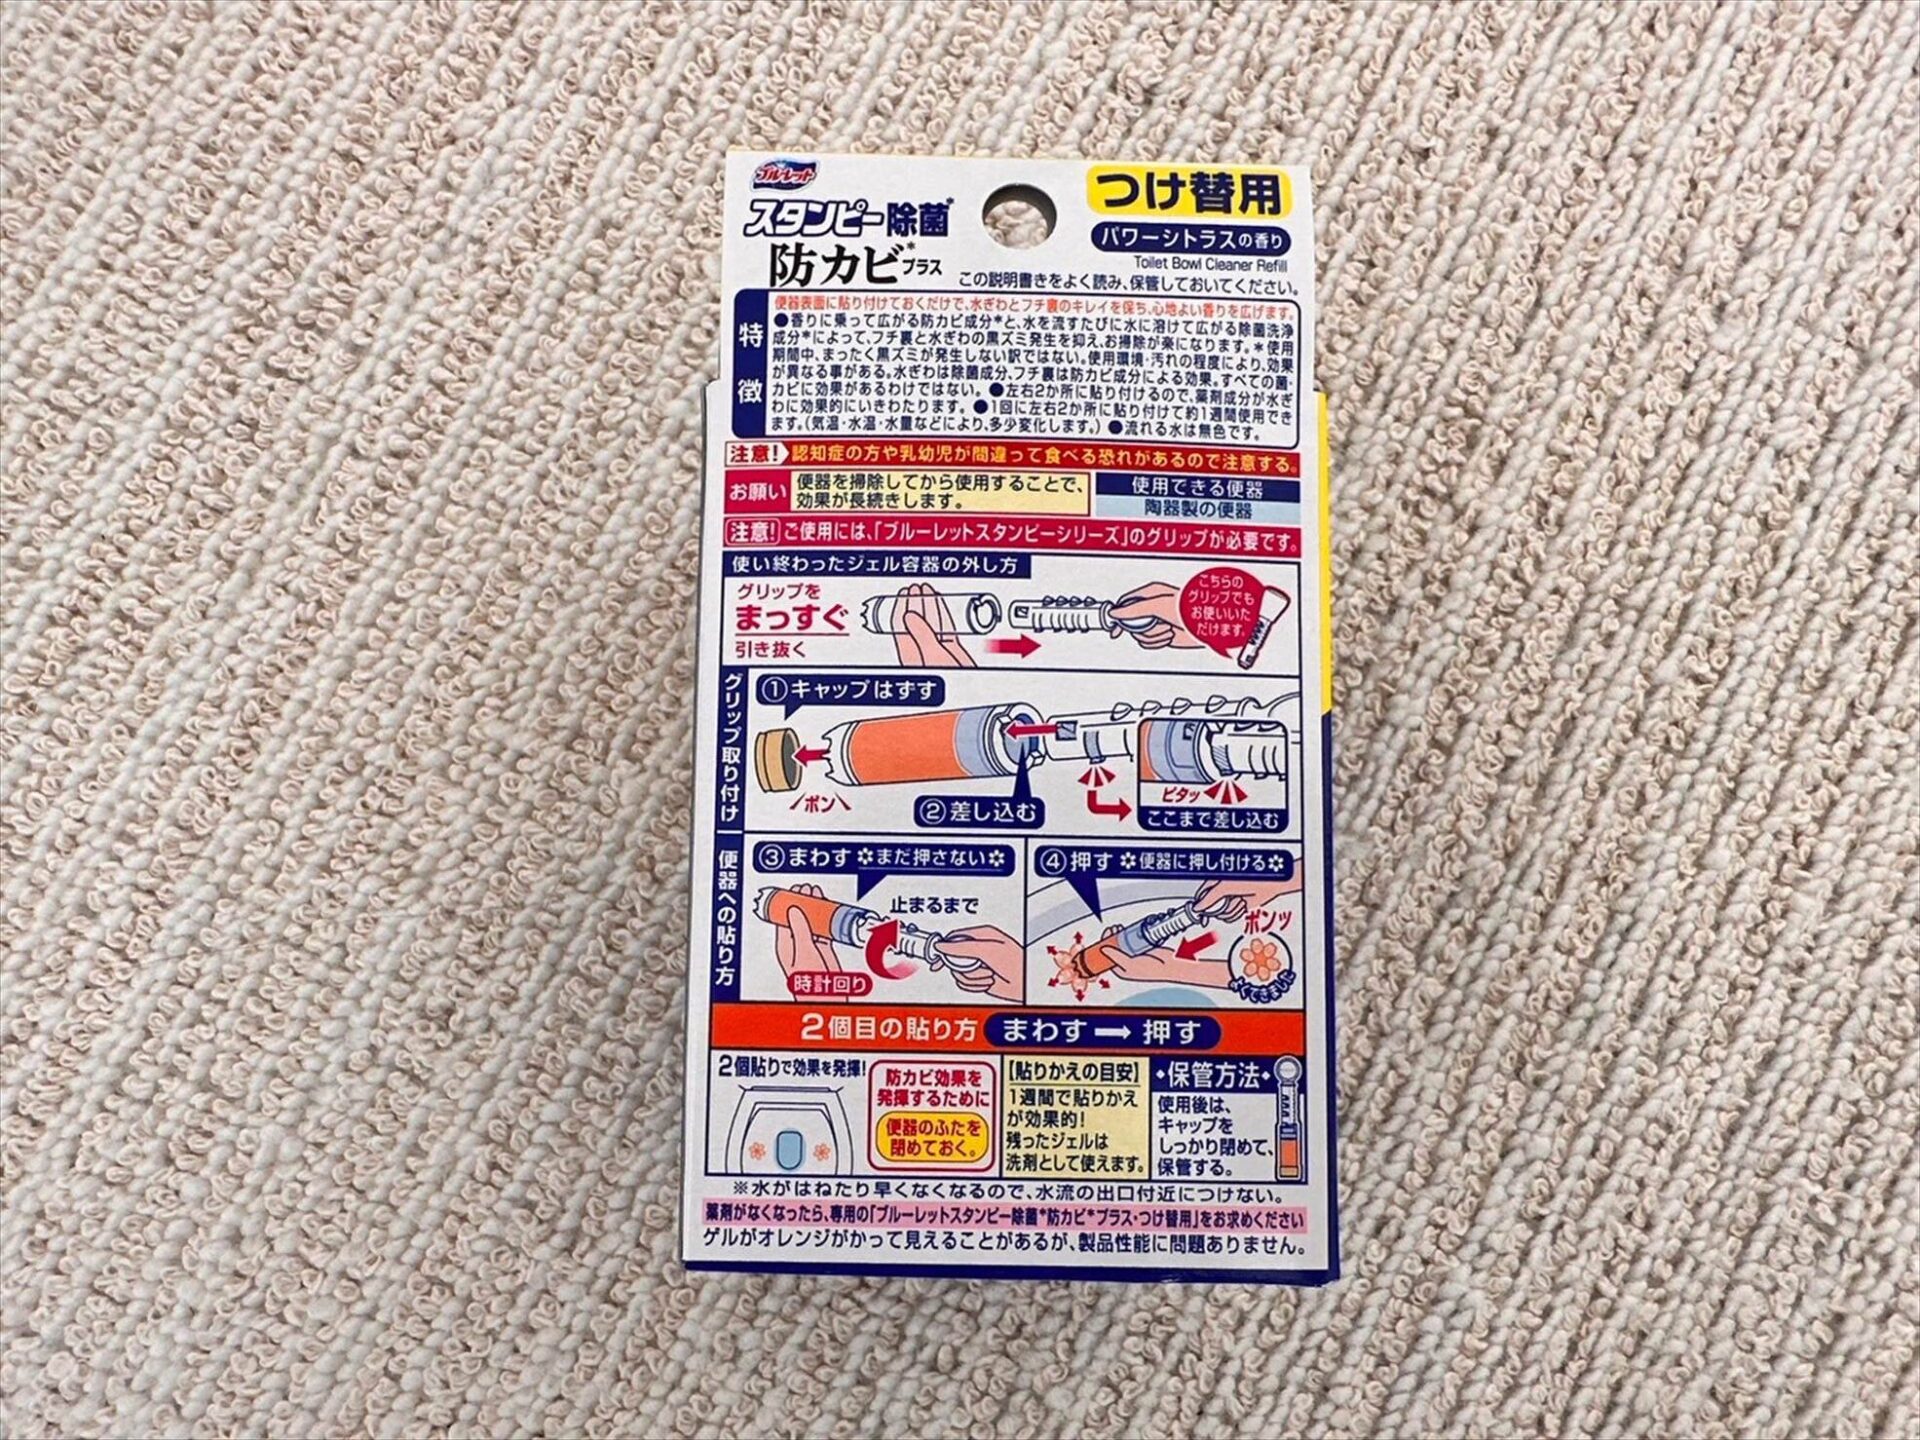 ブルーレット
つけ替用
スタンピー除菌*
パワーシトラスの香り
防カビ*プラス
Toilet Bowl Cleaner Refill
この説明書きをよく読み、保管しておいてください。
特徴
便器表面に貼り付けておくだけで、水ぎわとフチ裏のキレイを保ち、心地よい香りを広げます。
●香りに乗って広がる防カビ成分*と、水を流すたびに水に溶けて広がる除菌洗浄
成分*によって、フチ裏と水ぎわの黒ズミ発生を抑え、お掃除が楽になります。*使用
期間中、まったく黒ズミが発生しない訳ではない。使用環境・汚れの程度により、効果
が異なる事がある。水ぎわは除菌成分、フチ裏は防カビ成分による効果。すべての菌・
カビに効果があるわけではない。●左右2か所に貼り付けるので、薬剤成分が水ぎ
わに効果的にいきわたります。●1回に左右2か所に貼り付けて約1週間使用でき
ます。(気温・水温・水量などにより、多少変化します。)●流れる水は無色です。
注意! 認知症の方や乳幼児が間違って食べる恐れがあるので注意する。
お願い 便器を掃除してから使用することで、
効果が長続きします。
使用できる便器
陶器製の便器
注意! ご使用には、「ブルーレットスタンピーシリーズ」のグリップが必要です。
使い終わったジェル容器の外し方
グリップを
まっすぐ
引き抜く
こちらの
グリップでも
お使いいた
だけます。
グリップ取り付け
①キャップはずす
ポン
②差し込む
ピタッ
ここまで差し込む
便器への貼り方
③まわす ✲まだ押さない✲
止まるまで
時計回り
④押す ✲便器に押し付ける✲
ポンッ
よくできました
2個目の貼り方 まわす→押す
2個貼りで効果を発揮!
防カビ効果を
発揮するために
便器のふたを
閉めておく。
【貼りかえの目安】
1週間で貼りかえ
が効果的!
残ったジェルは
洗剤として使えます。
◆保管方法◆
使用後は、
キャップを
しっかり閉めて、
保管する。
※水がはねたり早くなくなるので、水流の出口付近につけない。
薬剤がなくなったら、専用の「ブルーレットスタンピー除菌*防カビ*プラス・つけ替用」をお求めください
ゲルがオレンジがかって見えることがあるが、製品性能に問題ありません。